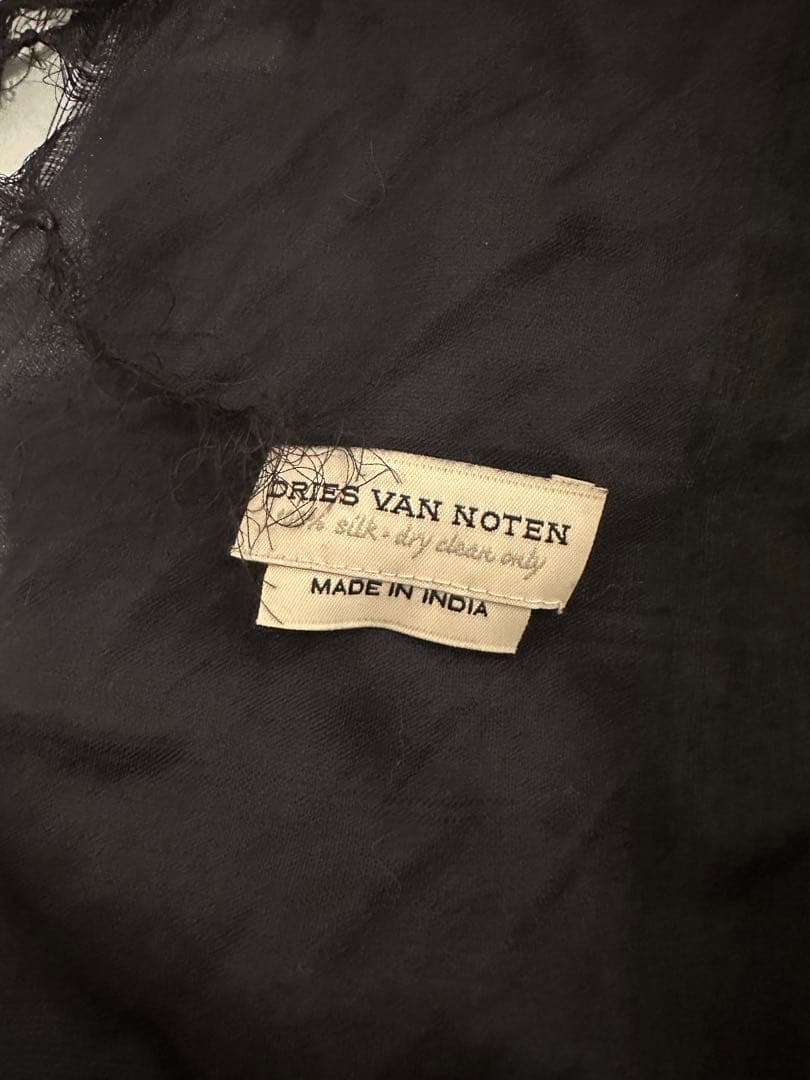 DRIES VAN NOTEN
% silk • dry clean only
MADE IN INDIA